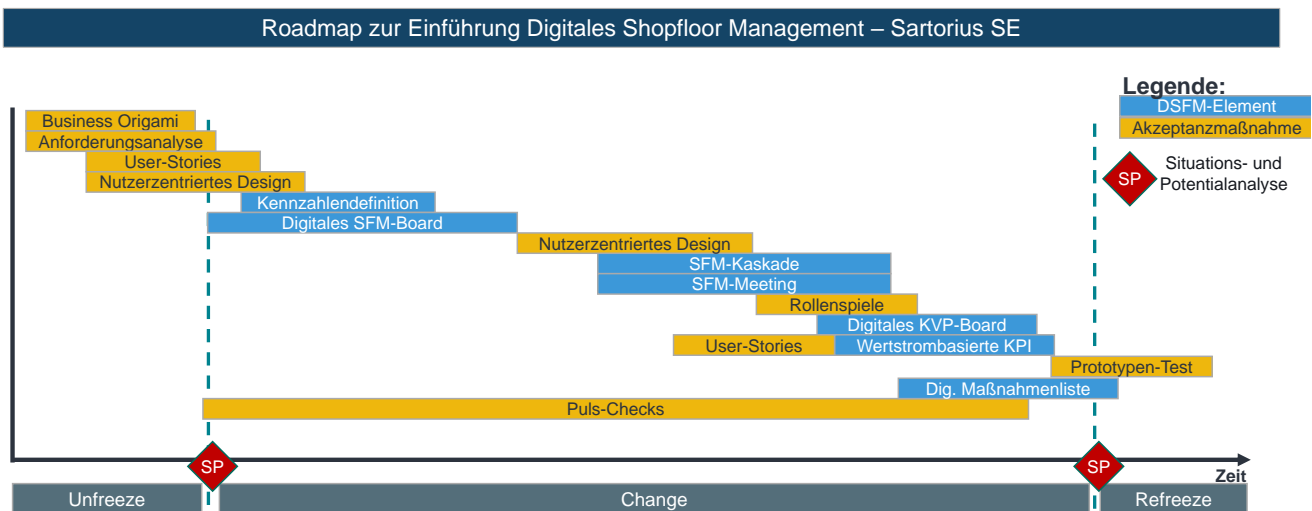 Roadmap zur Einführung Digitales Shopfloor Management – Sartorius SE
Legende:
DSFM-Element
Akzeptanzmaßnahme
SP
Situations- und
Potentialanalyse
Business Origami
Anforderungsanalyse
User-Stories
Nutzerzentriertes Design
Kennzahlendefinition
Digitales SFM-Board
Nutzerzentriertes Design
SFM-Kaskade
SFM-Meeting
Rollenspiele
Digitales KVP-Board
User-Stories
Wertstrombasierte KPI
Prototypen-Test
Dig. Maßnahmenliste
Puls-Checks
SP
SP
Zeit
Unfreeze
Change
Refreeze